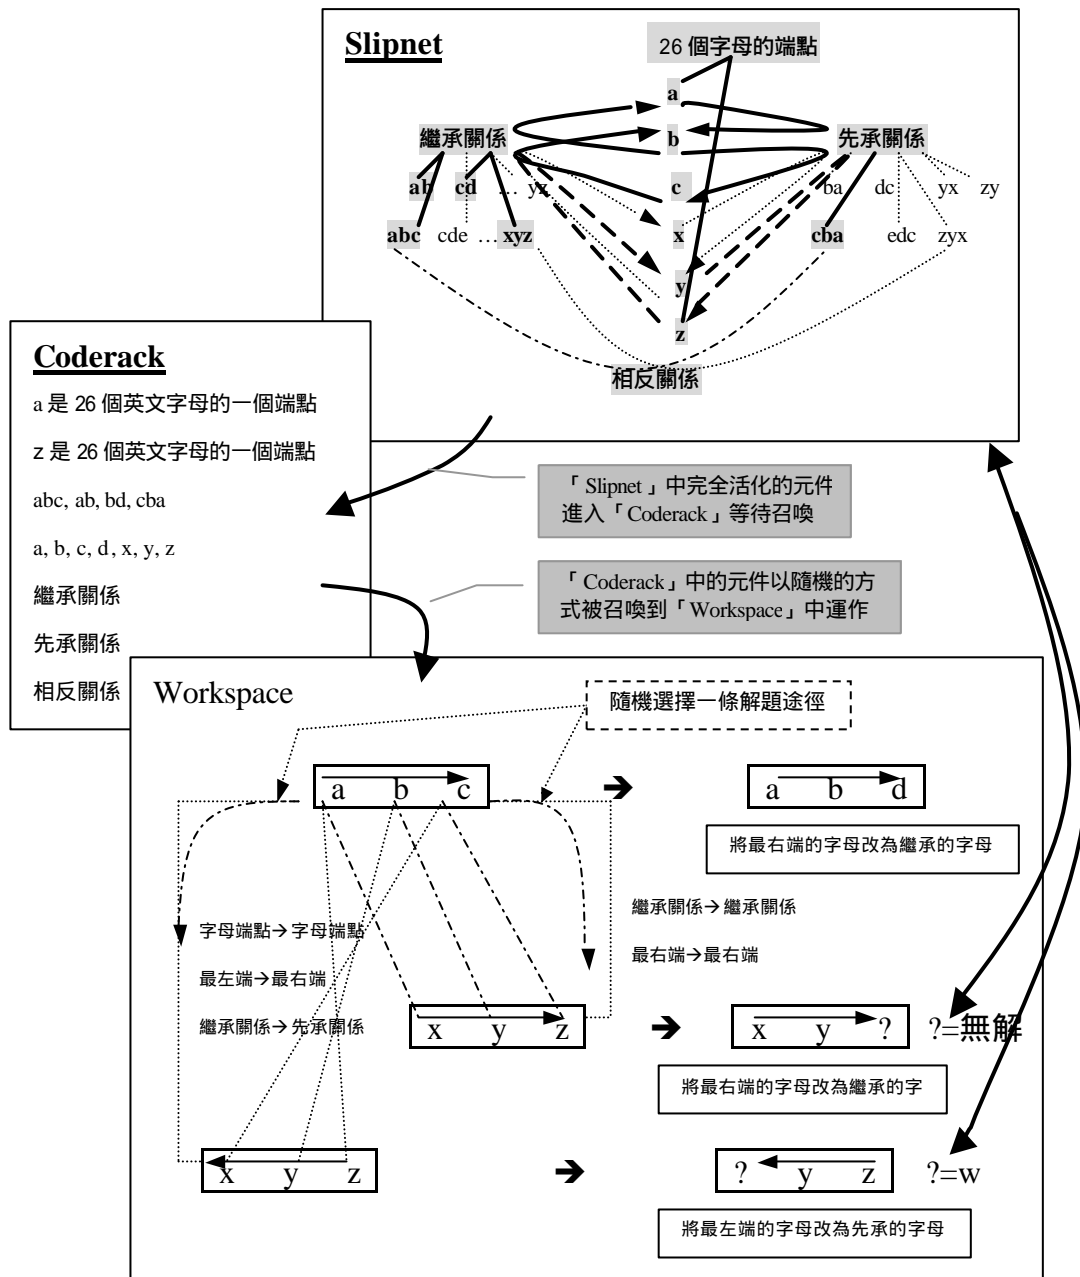 Slipnet
26 個字母的端點
a
b
c
x
y
z
繼承關係
ab cd … yx
abc cde … xyz
先承關係
ba dc yx zy
cba edc zyx
相反關係
Coderack
a 是 26 個英文字母的一個端點
z 是 26 個英文字母的一個端點
abc, ab, bd, cba
a, b, c, d, x, y, z
繼承關係
先承關係
相反關係
「 Slipnet 」中完全活化的元件
進入「 Coderack 」等待召喚
「 Coderack 」中的元件以隨機的方
式被召喚到「 Workspace 」中運作
Workspace
隨機選擇一條解題途徑
a b c ➔ a b d
將最右端的字母改為繼承的字母
繼承關係→繼承關係
最右端→最右端
字母端點→字母端點
最左端→最右端
繼承關係→先承關係
x y z ➔ x y ? ?=無解
將最右端的字母改為繼承的字
x y z ➔ ? y z ?=w
將最左端的字母改為先承的字母